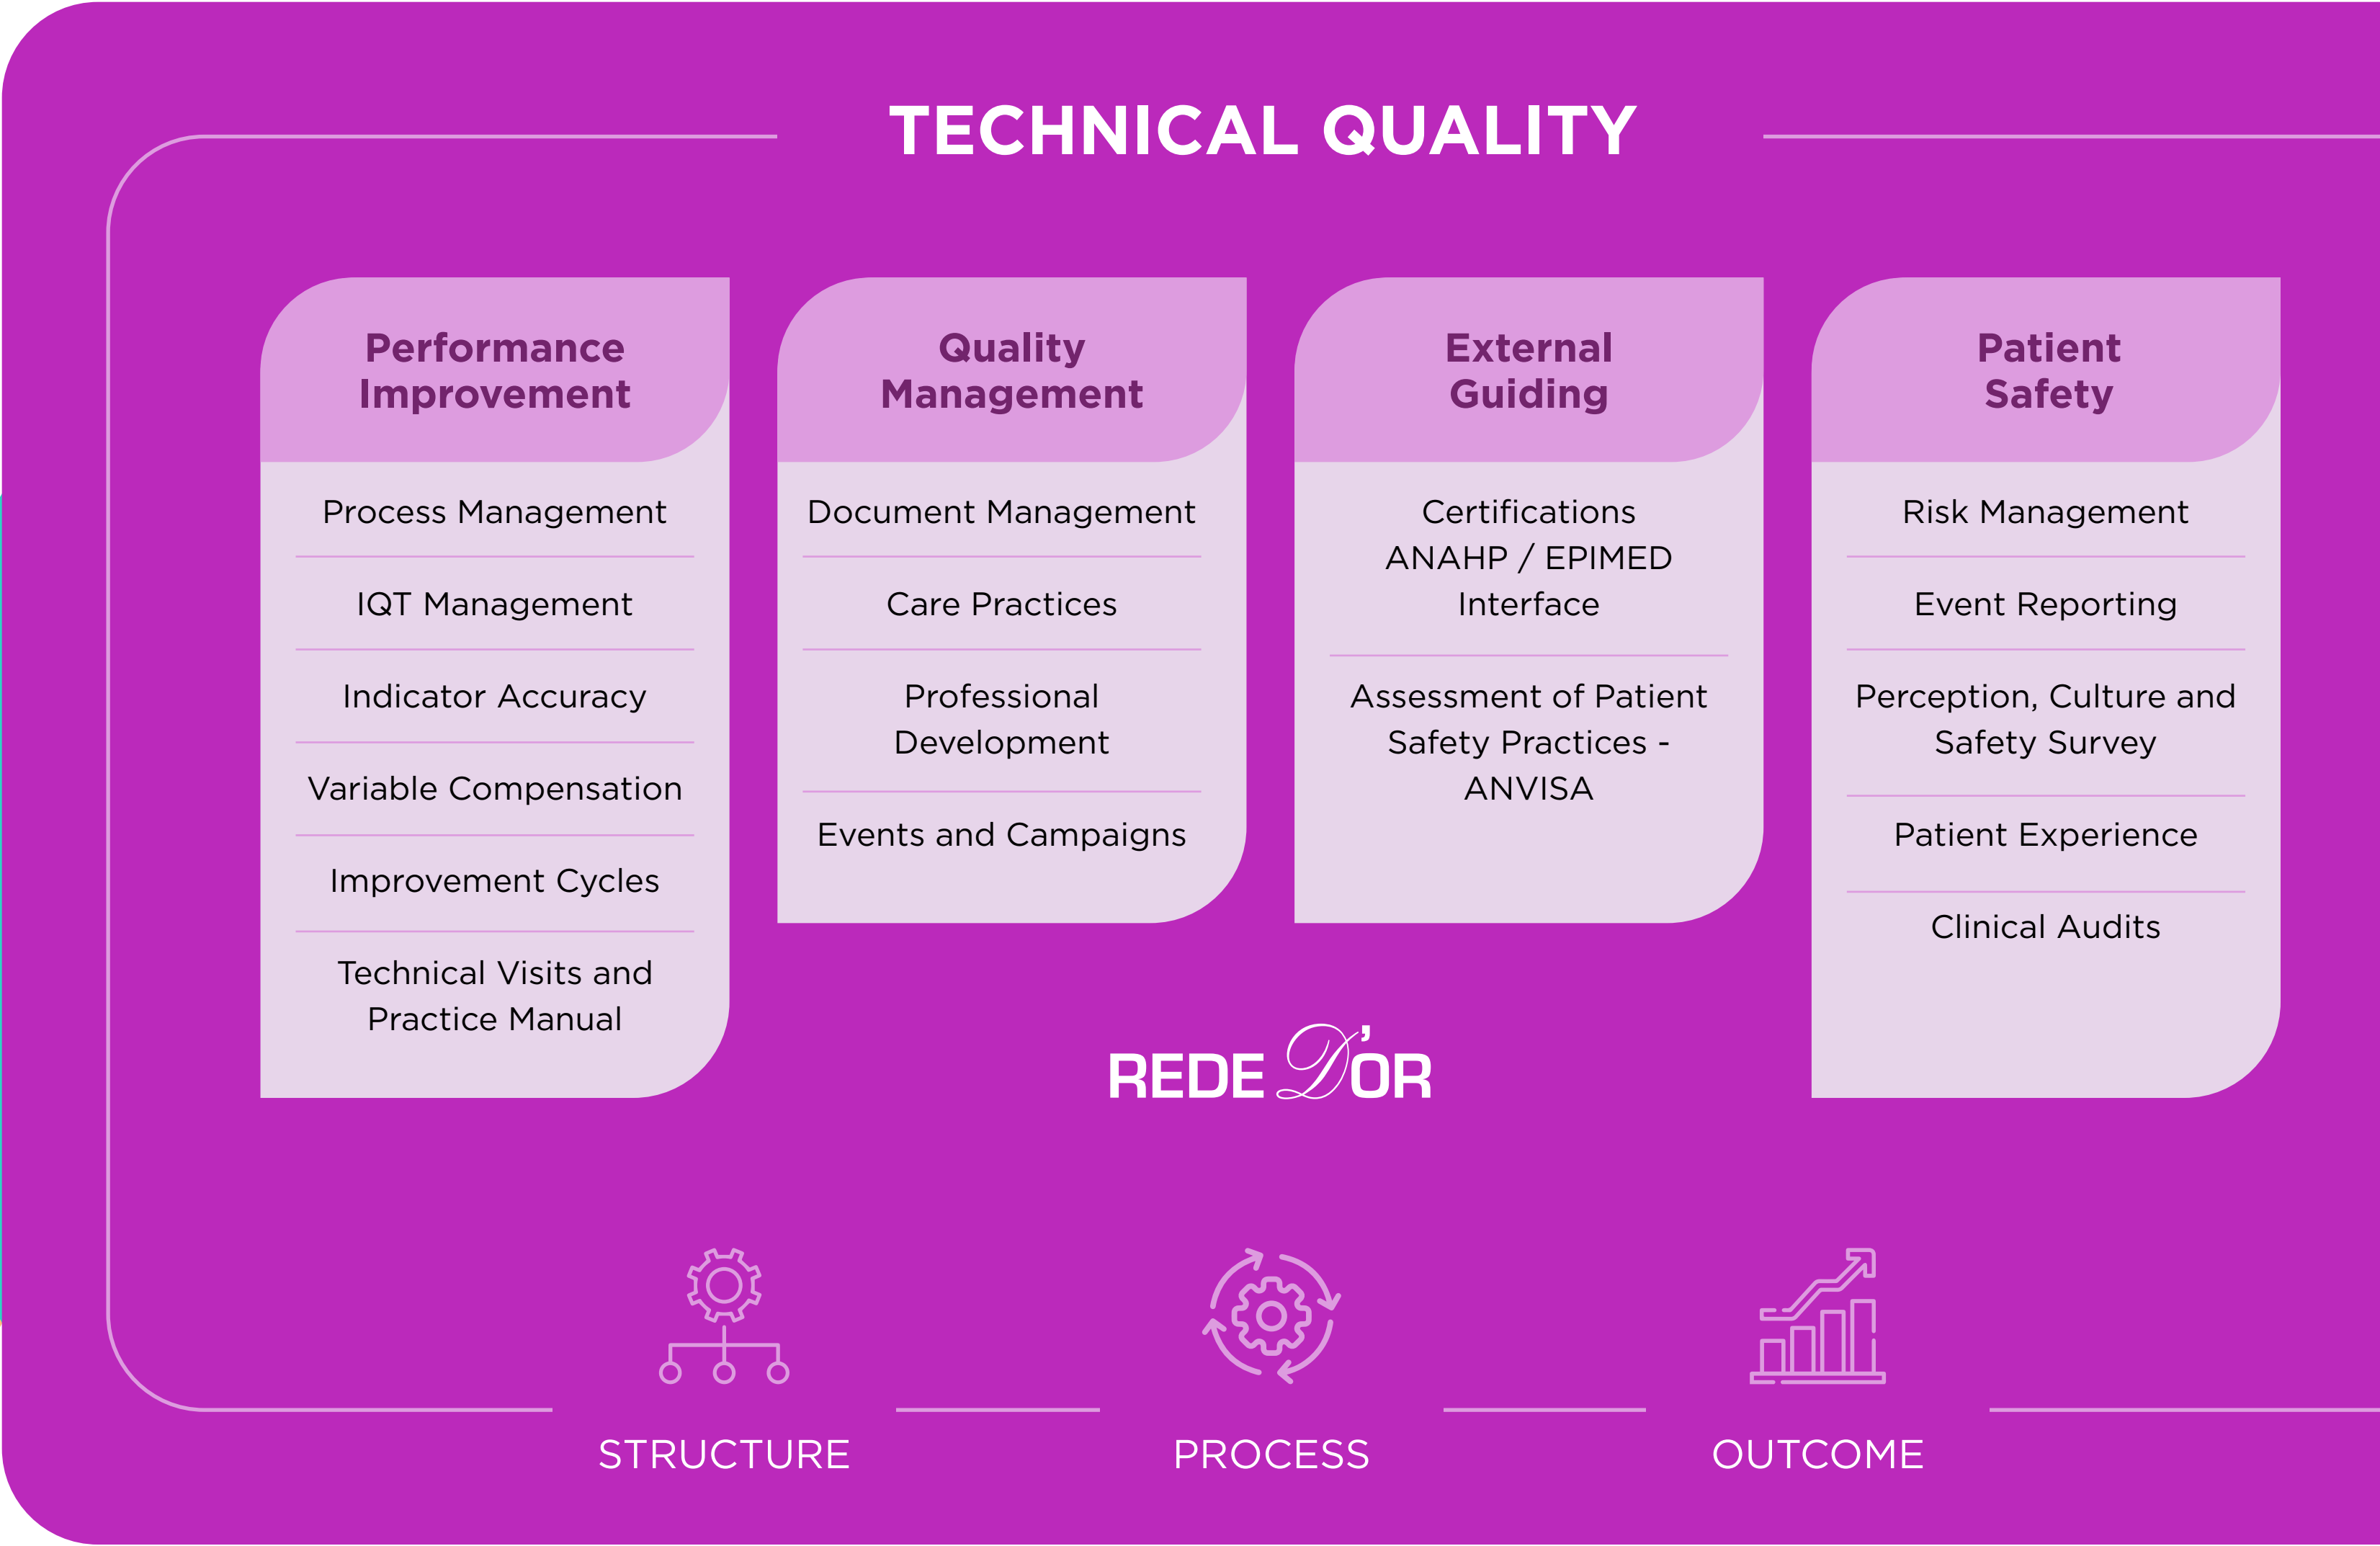 TECHNICAL QUALITY
Performance
Improvement
Process Management
IQT Management
Indicator Accuracy
Variable Compensation
Improvement Cycles
Technical Visits and
Practice Manual
Quality
Management
Document Management
Care Practices
Professional
Development
Events and Campaigns
External
Guiding
Certifications
ANAHP / EPIMED
Interface
Assessment of Patient
Safety Practices -
ANVISA
Patient
Safety
Risk Management
Event Reporting
Perception, Culture and
Safety Survey
Patient Experience
Clinical Audits
REDE D'OR
STRUCTURE
PROCESS
OUTCOME